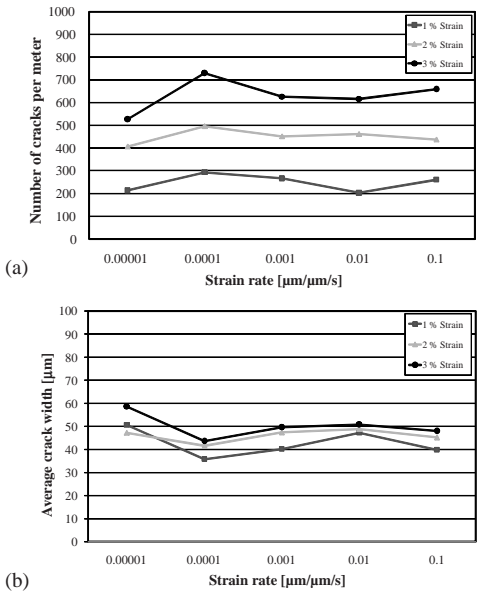 1000
900
800
700
600
500
400
300
200
100
0
Number of cracks per meter
1 % Strain
2 % Strain
3 % Strain
0.00001 0.0001 0.001 0.01 0.1
Strain rate [µm/µm/s]
(a)
100
90
80
70
60
50
40
30
20
10
0
Average crack width [µm]
1 % Strain
2 % Strain
3 % Strain
0.00001 0.0001 0.001 0.01 0.1
Strain rate [µm/µm/s]
(b)